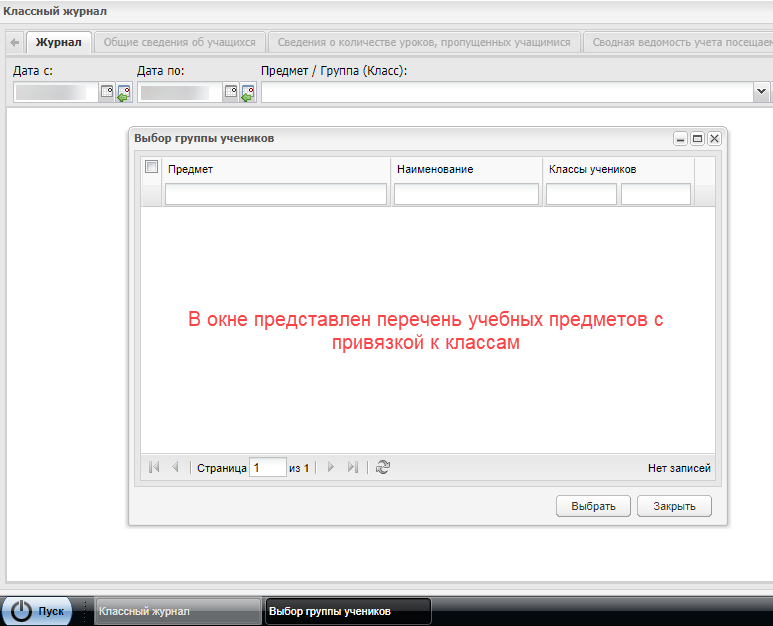 Классный журнал
Журнал
Общие сведения об учащихся
Сведения о количестве уроков, пропущенных учащимися
Сводная ведомость учета посещаем
Дата с:
Дата по:
Предмет / Группа (Класс):
Выбор группы учеников
Предмет
Наименование
Классы учеников
В окне представлен перечень учебных предметов с
привязкой к классам
Страница 1 из 1
Нет записей
Выбрать
Закрыть
Пуск
Классный журнал
Выбор группы учеников